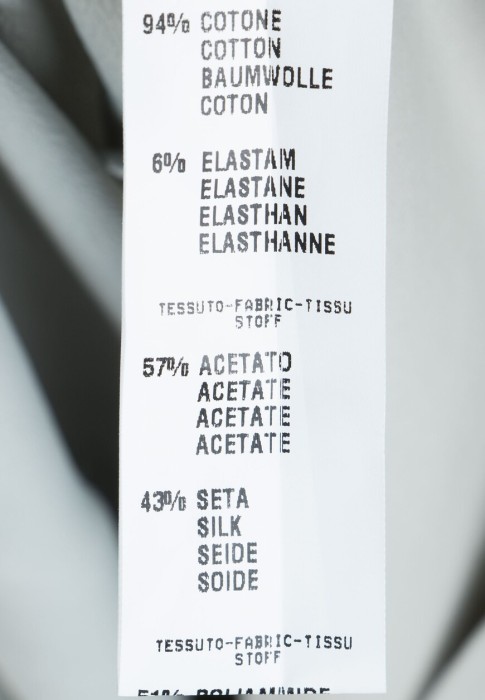 94% COTONE
COTTON
BAUMWOLLE
COTON
6% ELASTAM
ELASTANE
ELASTHAN
ELASTHANNE
TESSUTO-FABRIC-TISSU
STOFF
57% ACETATO
ACETATE
ACETATE
ACETATE
43% SETA
SILK
SEIDE
SOIDE
TESSUTO-FABRIC-TISSU
STOFF
51%